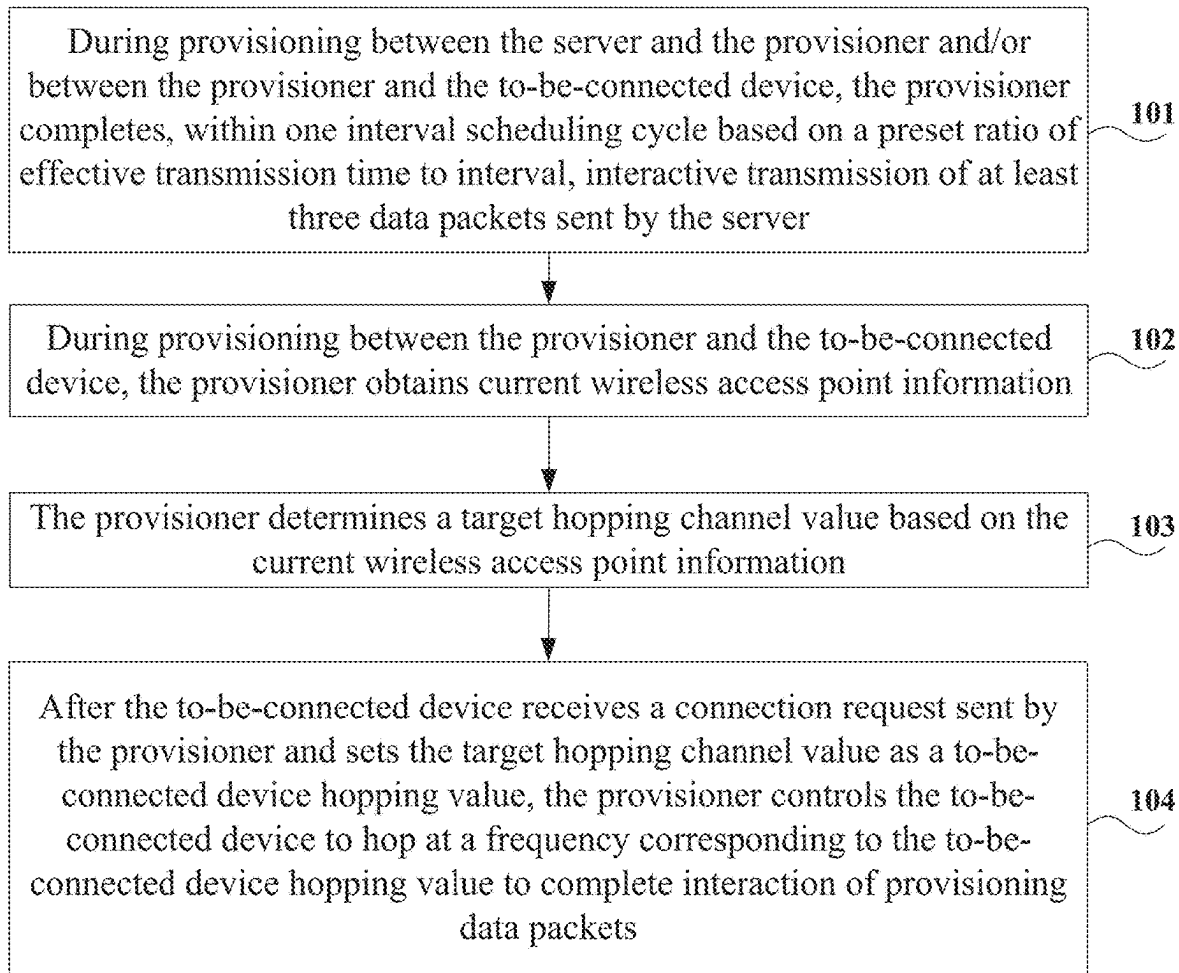 During provisioning between the server and the provisioner and/or
between the provisioner and the to-be-connected device, the provisioner
completes, within one interval scheduling cycle based on a preset ratio of
effective transmission time to interval, interactive transmission of at least
three data packets sent by the server
101
During provisioning between the provisioner and the to-be-connected
device, the provisioner obtains current wireless access point information
102
The provisioner determines a target hopping channel value based on the
current wireless access point information
103
After the to-be-connected device receives a connection request sent by
the provisioner and sets the target hopping channel value as a to-be-
connected device hopping value, the provisioner controls the to-be-
connected device to hop at a frequency corresponding to the to-be-
connected device hopping value to complete interaction of provisioning
data packets
104